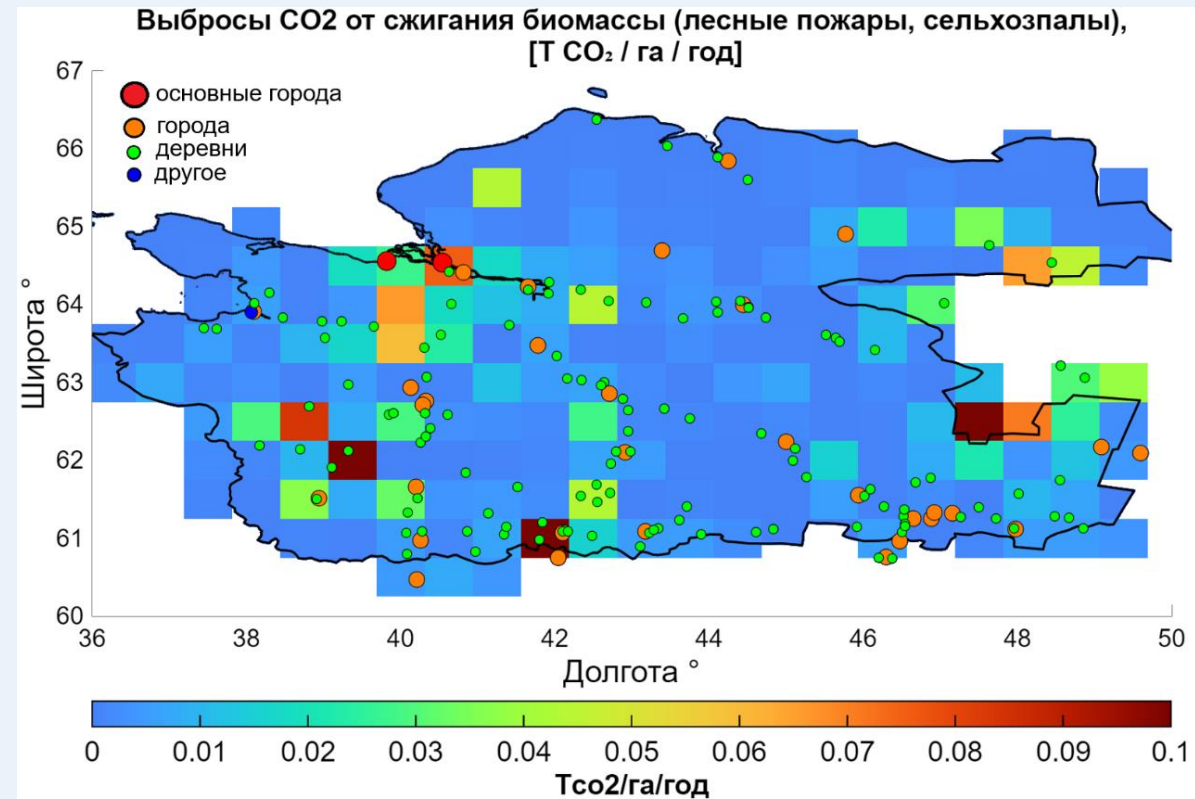 Выбросы CO2 от сжигания биомассы (лесные пожары, сельхозпалы),
[Т CO₂ / га / год]
67
66
65
64
63
62
61
60
Широта °
основные города
города
деревни
другое
36 38 40 42 44 46 48 50
Долгота °
0 0.01 0.02 0.03 0.04 0.05 0.06 0.07 0.08 0.09 0.1
Тсо2/га/год